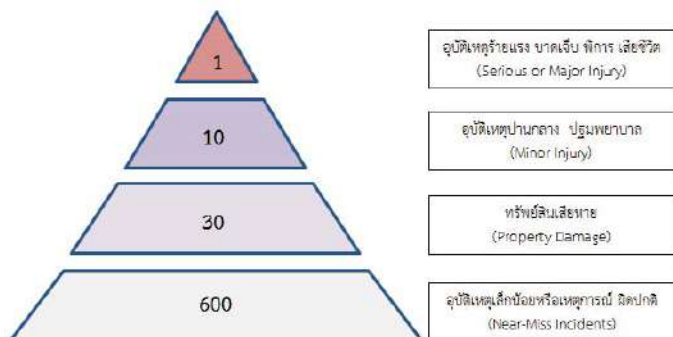 1
อุบัติเหตุร้ายแรง บาดเจ็บ พิการ เสียชีวิต
(Serious or Major Injury)
10
อุบัติเหตุปานกลาง ปฐมพยาบาล
(Minor Injury)
30
ทรัพย์สินเสียหาย
(Property Damage)
600
อุบัติเหตุเล็กน้อยหรือเหตุการณ์ ผิดปกติ
(Near-Miss Incidents)